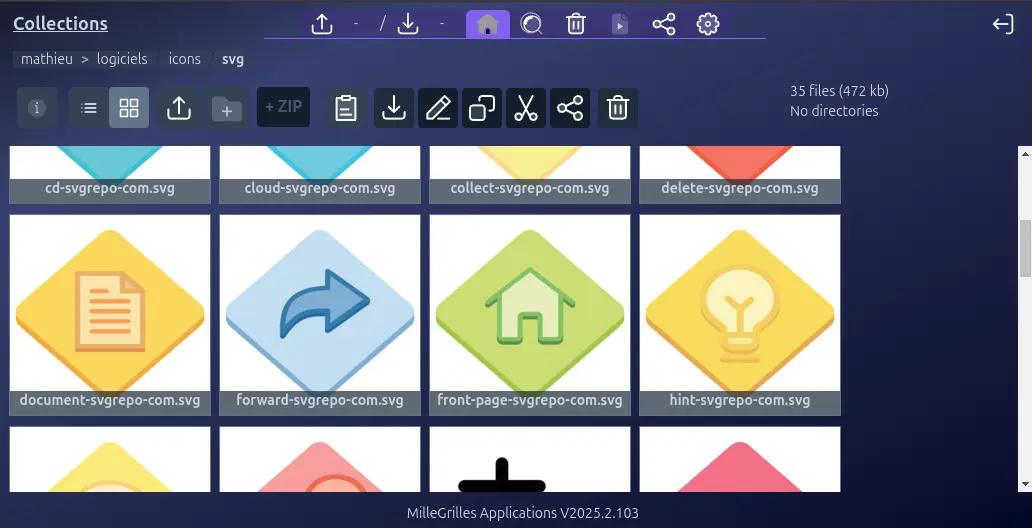 Collections
- / -
mathieu > logiciels / icons / svg
i
+ ZIP
35 files (472 kb)
No directories
cd-svgrepo-com.svg
cloud-svgrepo-com.svg
collect-svgrepo-com.svg
delete-svgrepo-com.svg
document-svgrepo-com.svg
forward-svgrepo-com.svg
front-page-svgrepo-com.svg
hint-svgrepo-com.svg
MilleGrilles Applications V2025.2.103